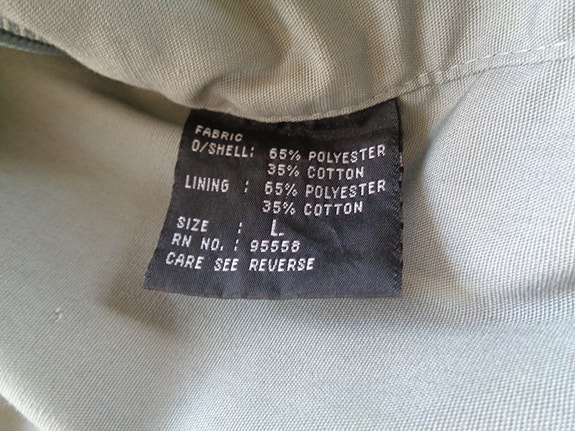 FABRIC
O/SHELL: 65% POLYESTER
35% COTTON
LINING : 65% POLYESTER
35% COTTON
SIZE : L
RN NO. : 95558
CARE SEE REVERSE